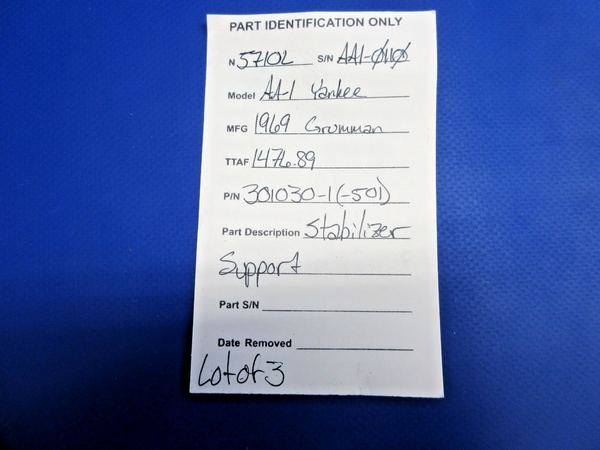 PART IDENTIFICATION ONLY
N 5710L S/N AA1-0110
Model AA-1 Yankee
MFG 1969 Grumman
TTAF 1476.89
P/N 301030-1(-501)
Part Description Stabilizer
Support
Part S/N
Date Removed
Lot of 3